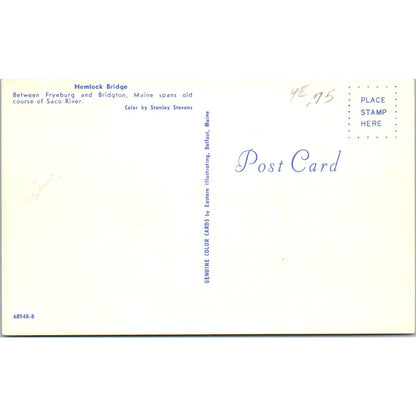 Hemlock Bridge
Between Fryeburg and Bridgton, Maine spans old
course of Saco River.
Color by Stanley Stevens
68948-B
GENUINE COLOR CARDS by Eastern Illustrating, Belfast, Maine
Post Card
.75
PLACE
STAMP
HERE